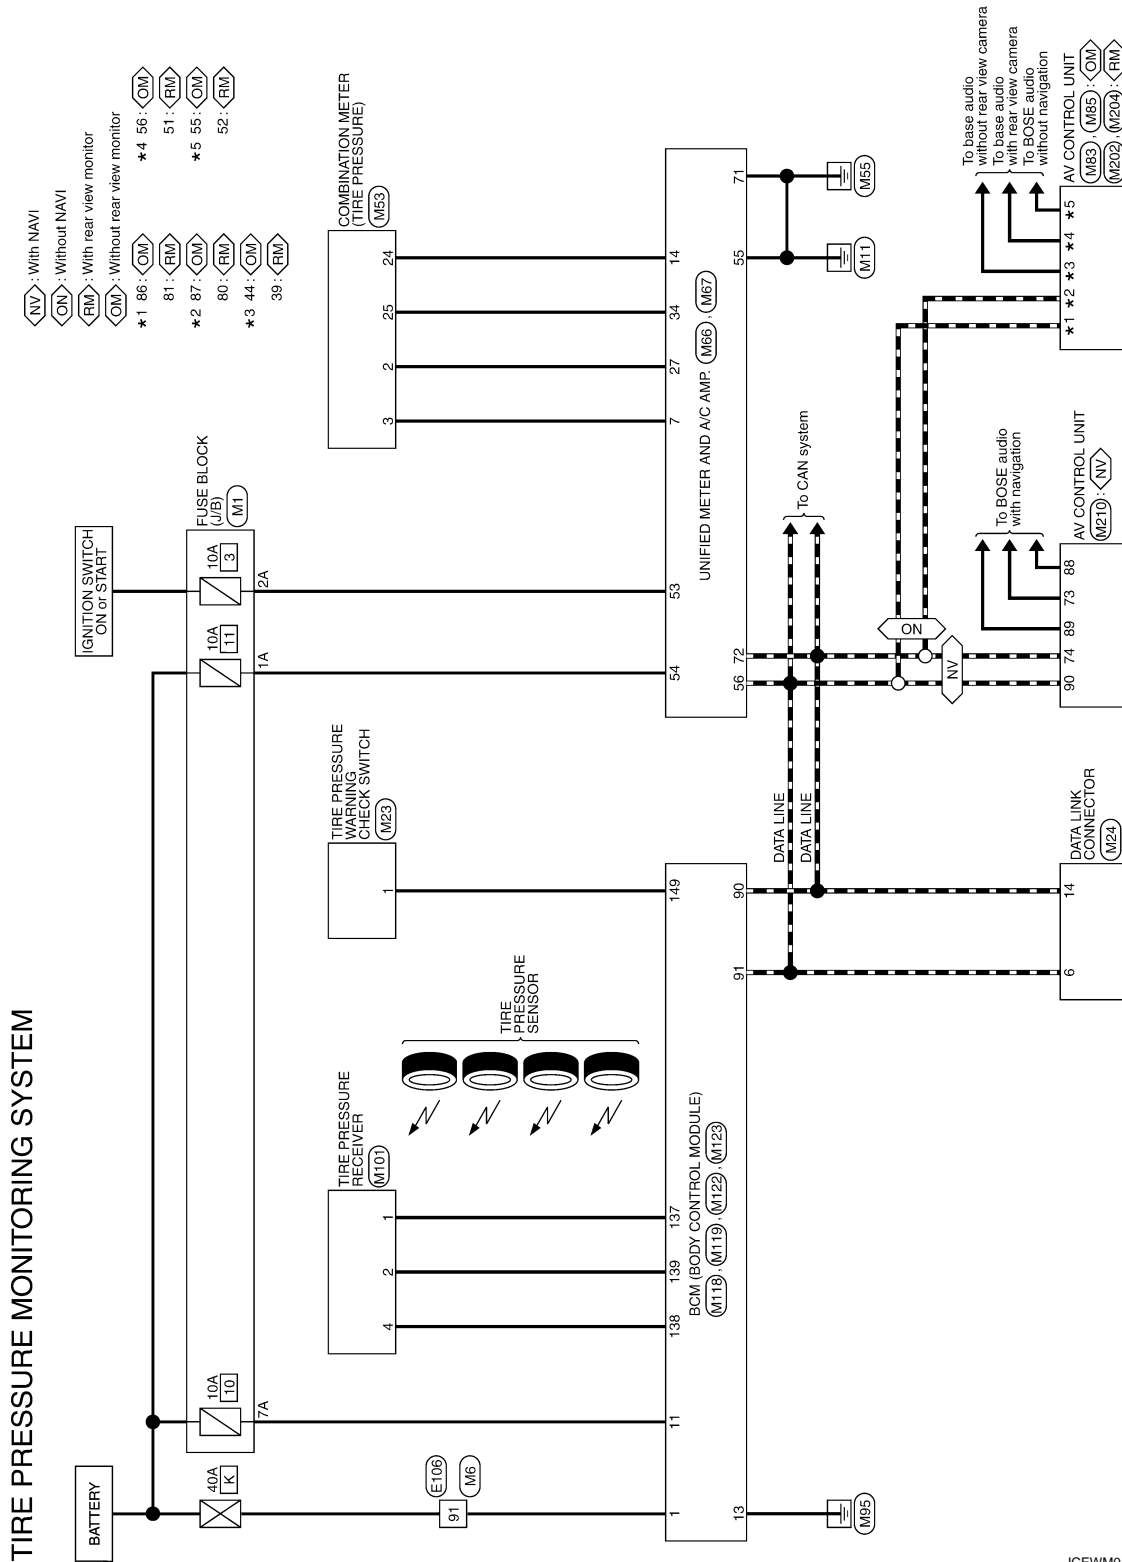 TIRE PRESSURE MONITORING SYSTEM
BATTERY
IGNITION SWITCH
ON or START
NV : With NAVI
ON : Without NAVI
RM : With rear view monitor
OM : Without rear view monitor
★1 86 : OM
81 : RM
★2 87 : OM
80 : RM
★3 44 : OM
39 : RM
★4 56 : OM
51 : RM
★5 55 : OM
52 : RM
40A
K
10A
10
10A
11
10A
3
FUSE BLOCK
(J/B)
M1
7A
1A
2A
91
E106
M6
TIRE PRESSURE
RECEIVER
M101
4
2
1
TIRE
PRESSURE
SENSOR
TIRE PRESSURE
WARNING
CHECK SWITCH
M23
1
COMBINATION METER
(TIRE PRESSURE)
M53
3
2
25
24
1
11
138
139
137
149
BCM (BODY CONTROL MODULE)
M118 , M119 , M122 , M123
13
91
90
M95
54
53
7
27
34
14
UNIFIED METER AND A/C AMP. M66 , M67
56
72
55
71
M11
M55
DATA LINE
DATA LINE
To CAN system
ON
NV
6
14
DATA LINK
CONNECTOR
M24
To BOSE audio
with navigation
90
74
89
73
88
AV CONTROL UNIT
M210 : NV
To base audio
without rear view camera
To base audio
with rear view camera
To BOSE audio
without navigation
★1
★2
★3
★4
★5
AV CONTROL UNIT
M83 , M85 : OM
M202 , M204 : RM